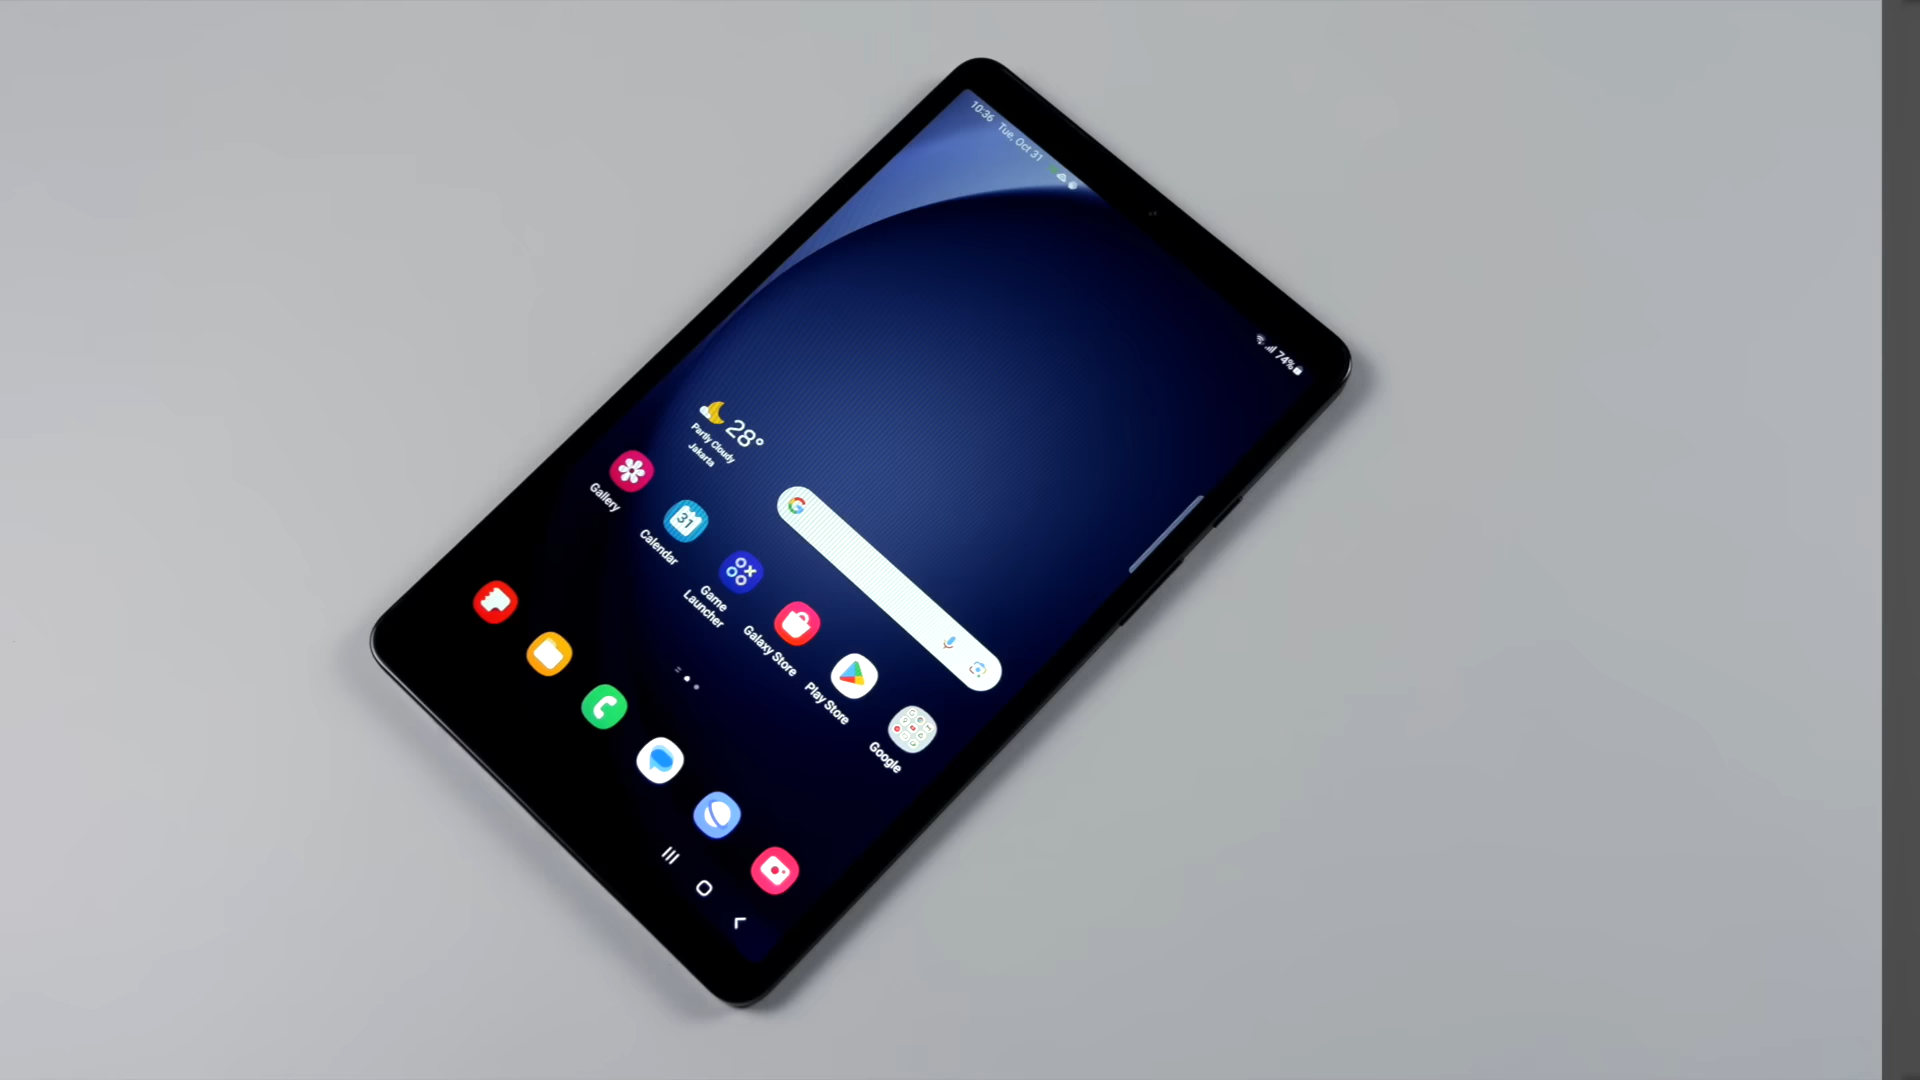 10:36 Tue, Oct 31
74%
28°
Partly Cloudy
Jakarta
G
Gallery
31
Calendar
Game
Launcher
Galaxy Store
Play Store
Google